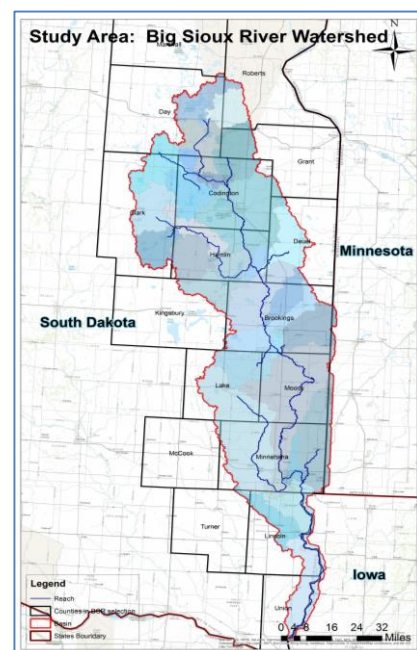 Study Area: Big Sioux River Watershed
N
Marshall
Roberts
Day
Grant
Codington
Clark
Deuel
Minnesota
Hamlin
Kingsbury
Brookings
South Dakota
Lake
Moody
McCook
Minnehaha
Turner
Lincoln
Iowa
Union
Legend
Reach
Counties in BOR selection
Basin
States Boundary
0 4 8 16 24 32
Miles